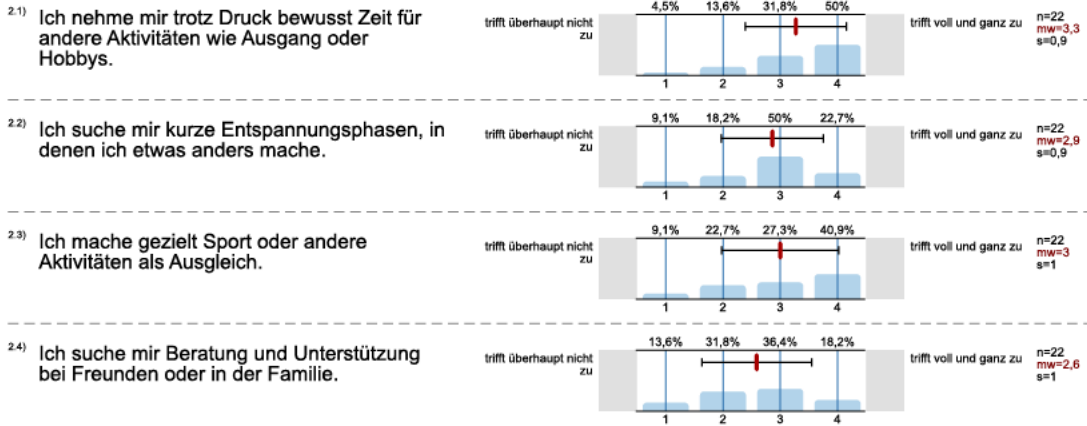 2.1) Ich nehme mir trotz Druck bewusst Zeit für
andere Aktivitäten wie Ausgang oder
Hobbys.
trifft überhaupt nicht
zu
4,5% 13,6% 31,8% 50%
1 2 3 4
trifft voll und ganz zu
n=22
mw=3,3
s=0,9
2.2) Ich suche mir kurze Entspannungsphasen, in
denen ich etwas anders mache.
trifft überhaupt nicht
zu
9,1% 18,2% 50% 22,7%
1 2 3 4
trifft voll und ganz zu
n=22
mw=2,9
s=0,9
2.3) Ich mache gezielt Sport oder andere
Aktivitäten als Ausgleich.
trifft überhaupt nicht
zu
9,1% 22,7% 27,3% 40,9%
1 2 3 4
trifft voll und ganz zu
n=22
mw=3
s=1
2.4) Ich suche mir Beratung und Unterstützung
bei Freunden oder in der Familie.
trifft überhaupt nicht
zu
13,6% 31,8% 36,4% 18,2%
1 2 3 4
trifft voll und ganz zu
n=22
mw=2,6
s=1